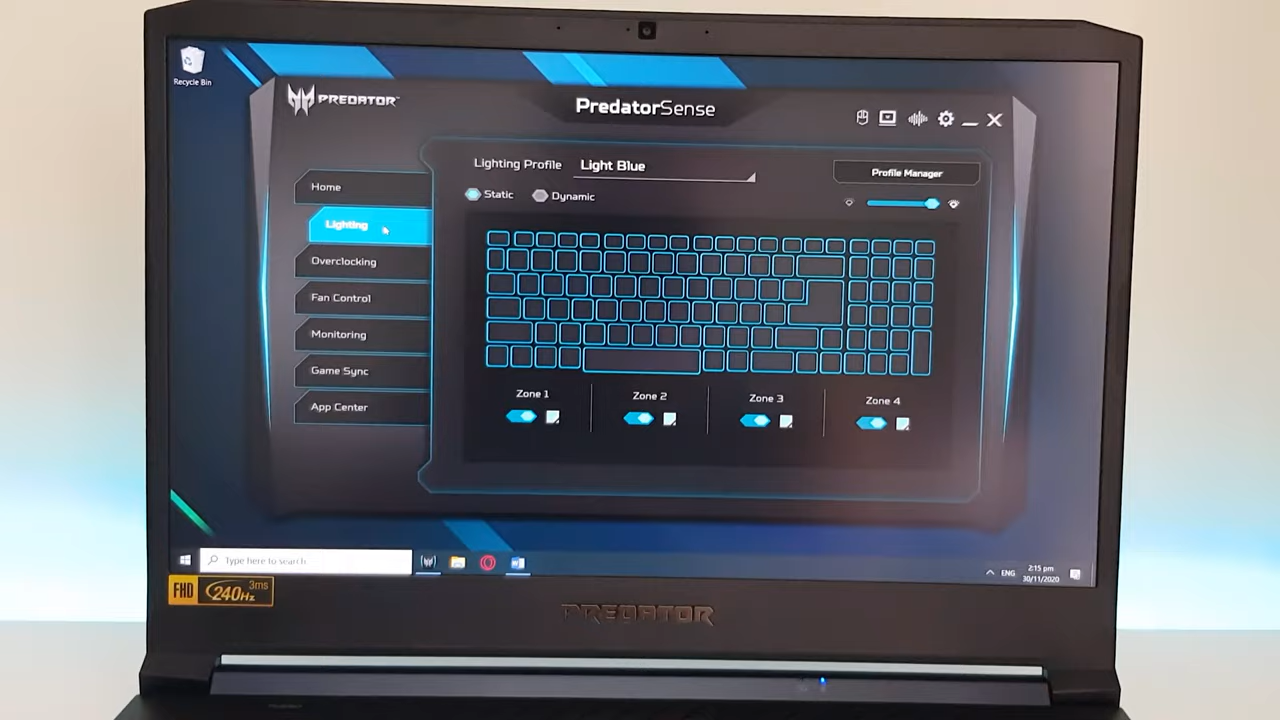 Recycle Bin
PREDATOR
PredatorSense
Lighting Profile Light Blue
Profile Manager
Static Dynamic
Home
Lighting
Overclocking
Fan Control
Monitoring
Game Sync
App Center
Zone 1 Zone 2 Zone 3 Zone 4
Type here to search
ENG
2:15 pm
30/11/2020
FHD 240Hz 3ms
PREDATOR